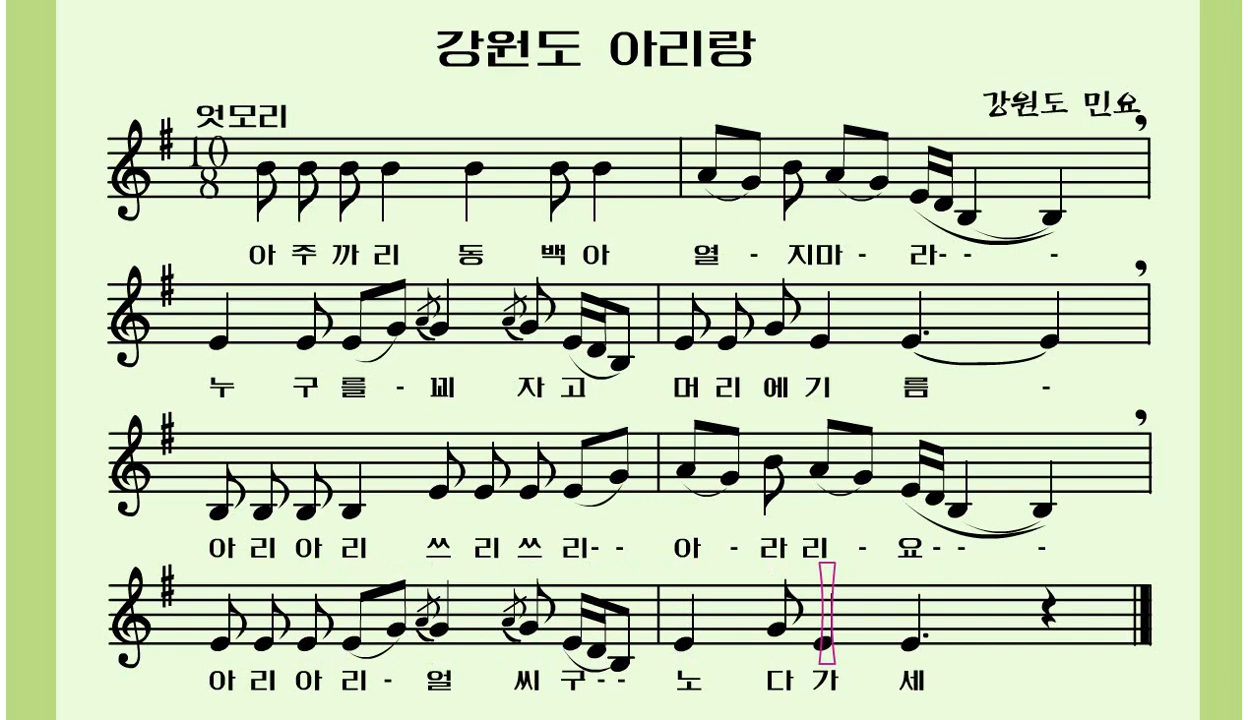 강원도 아리랑
강원도 민요
엇모리
10
8
아 주 까 리 동 백 아 열 - 지마 - 라- - -
누 구 를 - 꾀 자 고 머 리 에 기 름 -
아 리 아 리 쓰 리 쓰 리- - 아 - 라 리 - 요 - - -
아 리 아 리 - 얼 씨 구 - - 노 다 가 세